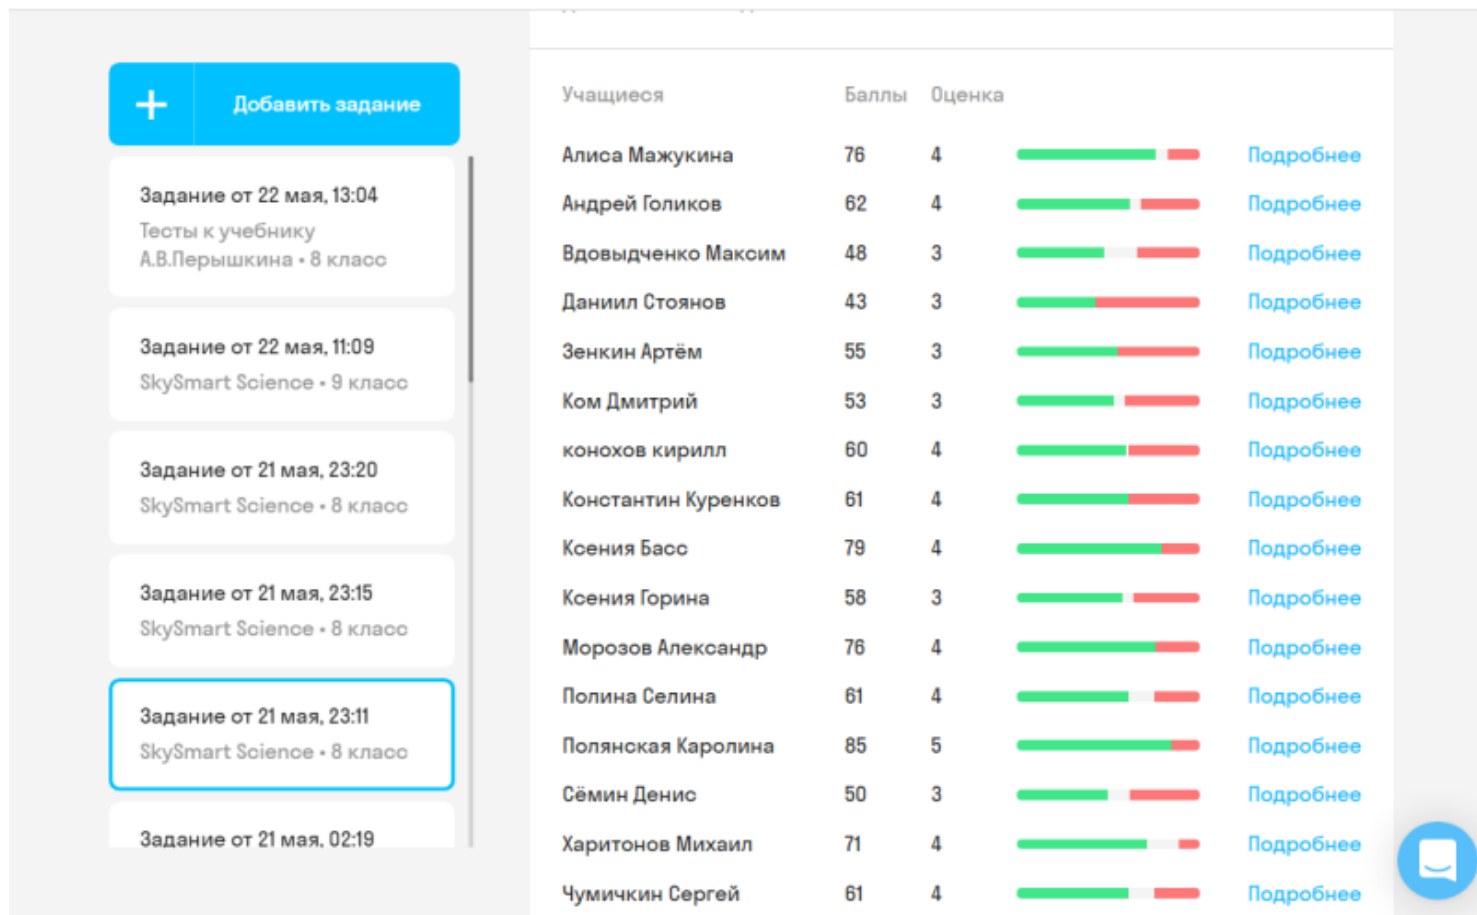 Добавить задание
Задание от 22 мая, 13:04
Тесты к учебнику
А.В.Перышкина • 8 класс
Задание от 22 мая, 11:09
SkySmart Science • 9 класс
Задание от 21 мая, 23:20
SkySmart Science • 8 класс
Задание от 21 мая, 23:15
SkySmart Science • 8 класс
Задание от 21 мая, 23:11
SkySmart Science • 8 класс
Задание от 21 мая, 02:19
Учащиеся Баллы Оценка
Алиса Мажукина 76 4 Подробнее
Андрей Голиков 62 4 Подробнее
Вдовыдченко Максим 48 3 Подробнее
Даниил Стоянов 43 3 Подробнее
Зенкин Артём 55 3 Подробнее
Ком Дмитрий 53 3 Подробнее
конохов кирилл 60 4 Подробнее
Константин Куренков 61 4 Подробнее
Ксения Басс 79 4 Подробнее
Ксения Горина 58 3 Подробнее
Морозов Александр 76 4 Подробнее
Полина Селина 61 4 Подробнее
Полянская Каролина 85 5 Подробнее
Сёмин Денис 50 3 Подробнее
Харитонов Михаил 71 4 Подробнее
Чумичкин Сергей 61 4 Подробнее